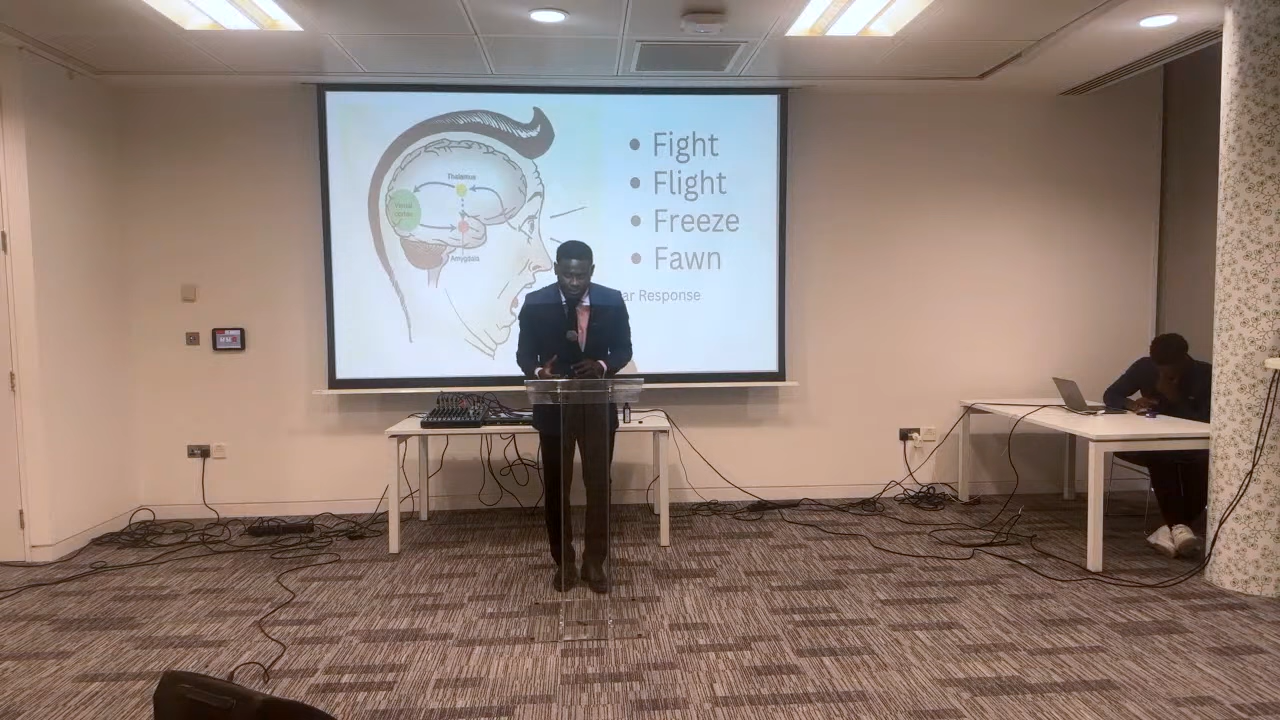 Thalamus
Visual
cortex
Amygdala
• Fight
• Flight
• Freeze
• Fawn
ar Response